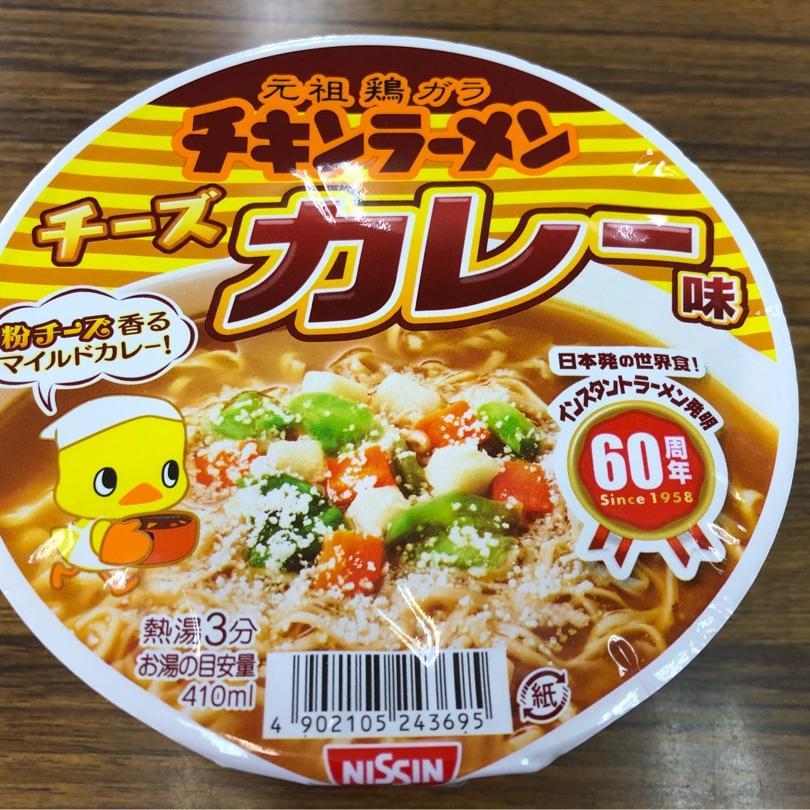 元祖鶏ガラ
チキンラーメン
チーズ
カレー
味
粉チーズ香る
マイルドカレー!
日本発の世界食!
インスタントラーメン発明
60周年
Since 1958
熱湯3分
お湯の目安量
410ml
4 902105 243695
紙
NISSIN